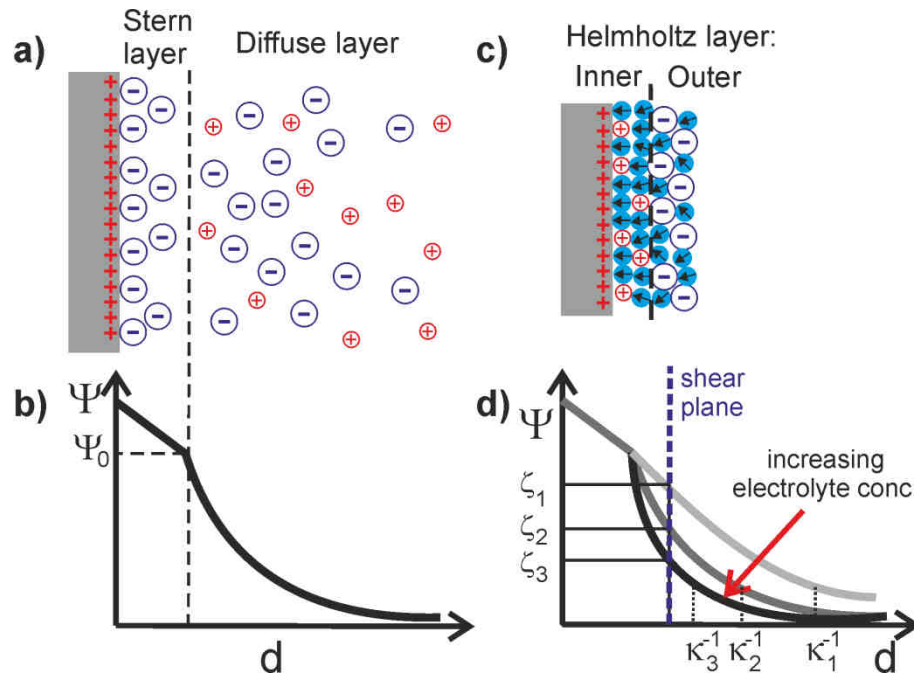 a)
Stern
layer
Diffuse layer
c)
Helmholtz layer:
Inner
Outer
b)
Ψ
Ψ₀
d
d)
Ψ
shear
plane
increasing
electrolyte conc
ζ₁
ζ₂
ζ₃
κ₃⁻¹
κ₂⁻¹
κ₁⁻¹
d